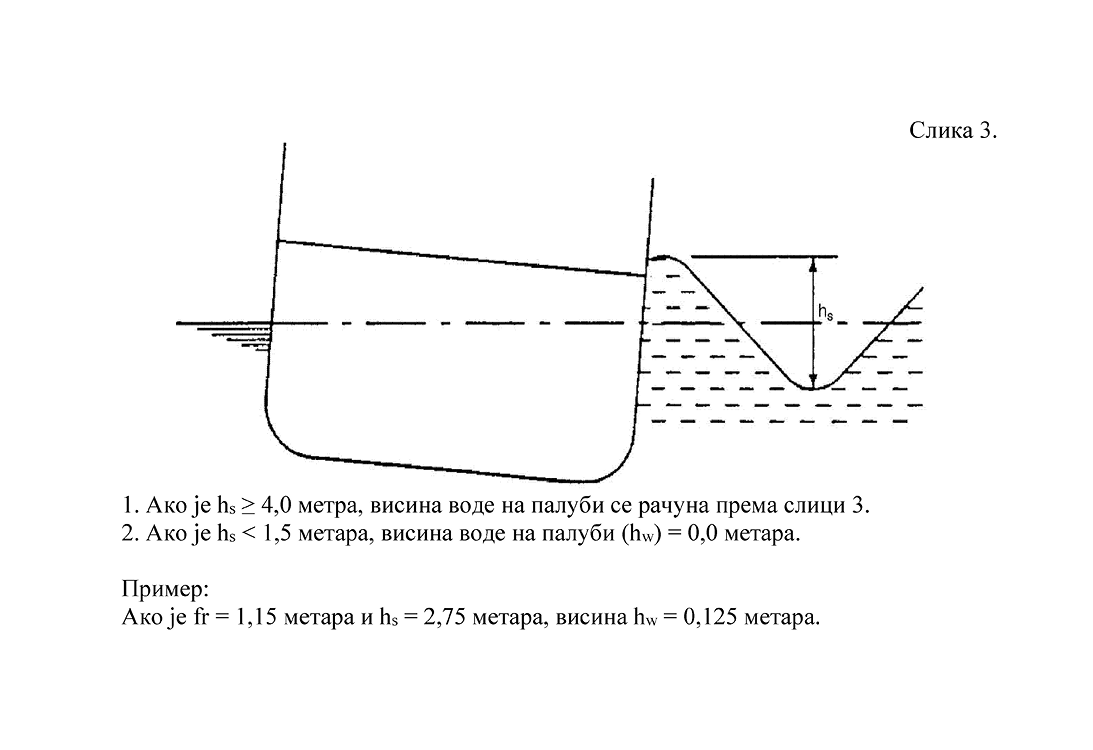 Слика 3.
hs
1. Ако је hs ≥ 4,0 метра, висина воде на палуби се рачуна према слици 3.
2. Ако је hs < 1,5 метара, висина воде на палуби (hw) = 0,0 метара.
Пример:
Ако је fr = 1,15 метара и hs = 2,75 метара, висина hw = 0,125 метара.